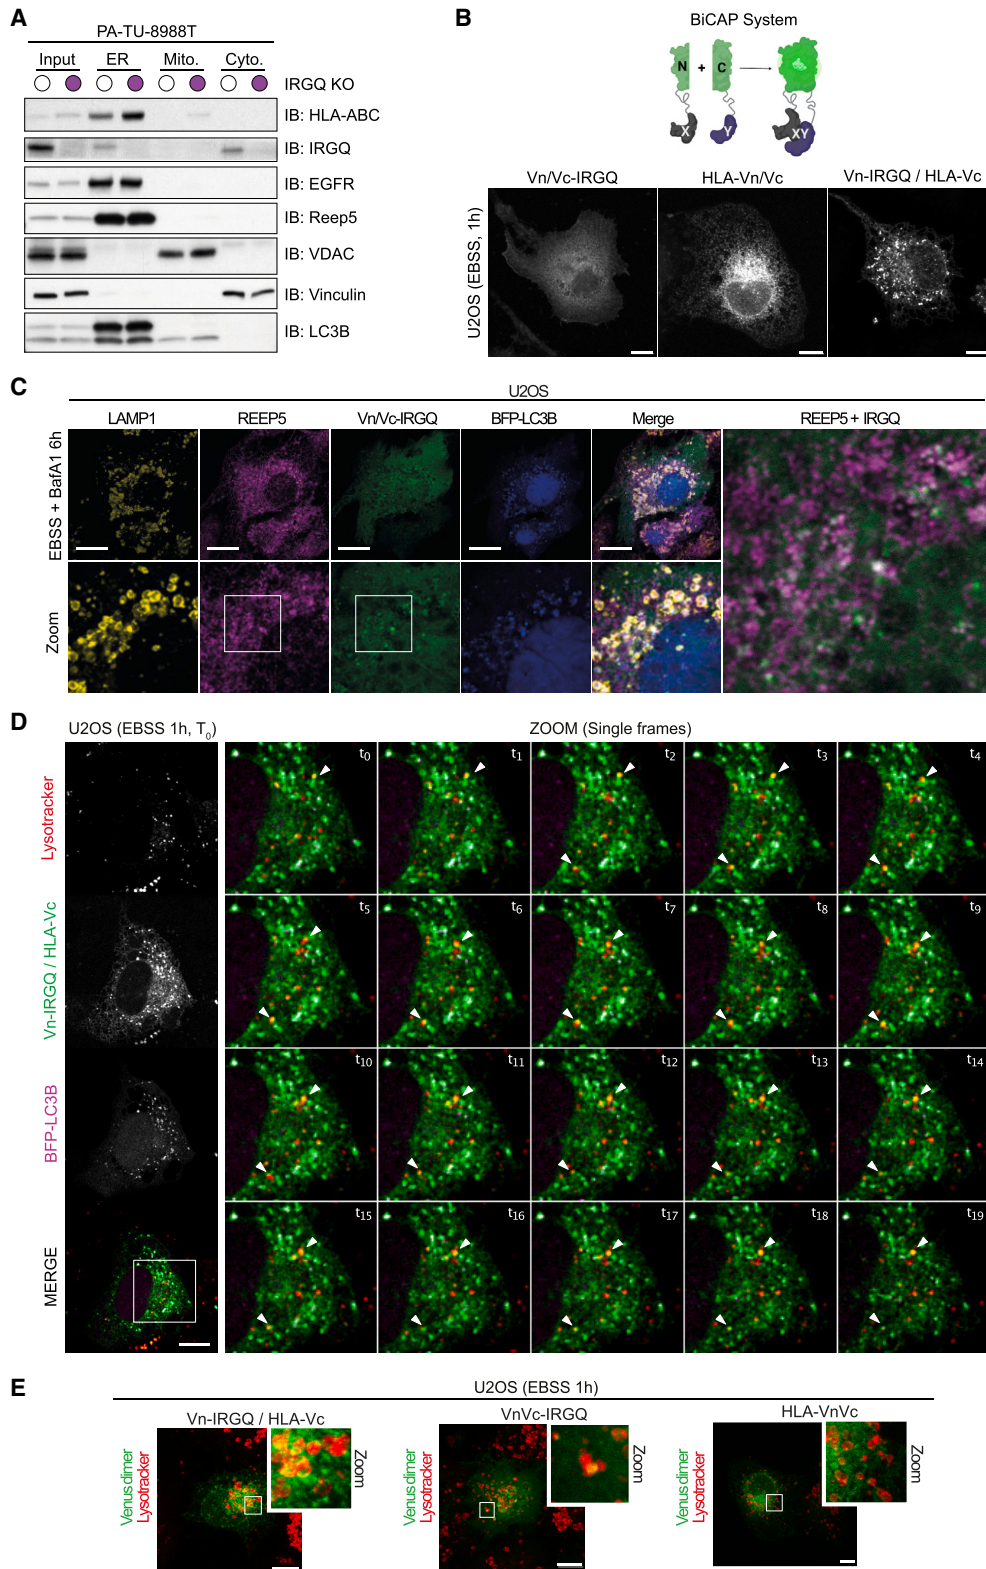 A
PA-TU-8988T
Input ER Mito. Cyto.
IRGQ KO
IB: HLA-ABC
IB: IRGQ
IB: EGFR
IB: Reep5
IB: VDAC
IB: Vinculin
IB: LC3B
B
BiCAP System
N + C
X Y XY
Vn/Vc-IRGQ HLA-Vn/Vc Vn-IRGQ / HLA-Vc
U2OS (EBSS, 1h)
C
U2OS
LAMP1 REEP5 Vn/Vc-IRGQ BFP-LC3B Merge REEP5 + IRGQ
EBSS + BafA1 6h
Zoom
D
U2OS (EBSS 1h, T0) ZOOM (Single frames)
Lysotracker
Vn-IRGQ / HLA-Vc
BFP-LC3B
MERGE
t0 t1 t2 t3 t4
t5 t6 t7 t8 t9
t10 t11 t12 t13 t14
t15 t16 t17 t18 t19
E
U2OS (EBSS 1h)
Vn-IRGQ / HLA-Vc VnVc-IRGQ HLA-VnVc
Venus dimer
Lysotracker
Zoom
Venus dimer
Lysotracker
Zoom
Venus dimer
Lysotracker
Zoom